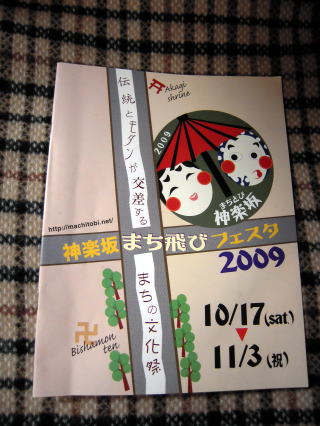 Akagi
shrine
伝統とモダンが交差する
2009
まちとび
神楽坂
http://machitobi.net/
神楽坂まち飛びフェスタ
2009
まちの文化祭
卍
Bishamon
ten
10/17(sat.)
11/3(祝)